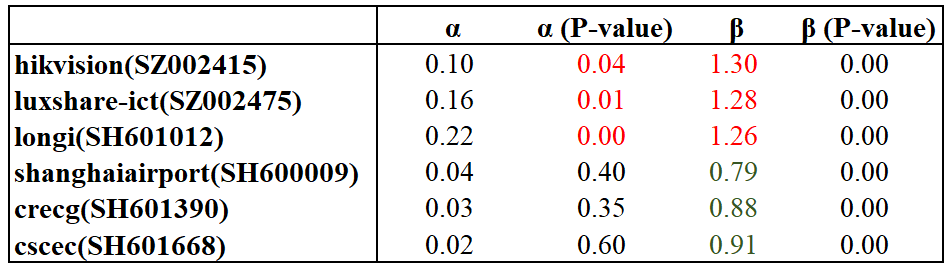 α α (P-value) β β (P-value)
hikvision(SZ002415) 0.10 0.04 1.30 0.00
luxshare-ict(SZ002475) 0.16 0.01 1.28 0.00
longi(SH601012) 0.22 0.00 1.26 0.00
shanghaiairport(SH600009) 0.04 0.40 0.79 0.00
crecg(SH601390) 0.03 0.35 0.88 0.00
cscec(SH601668) 0.02 0.60 0.91 0.00